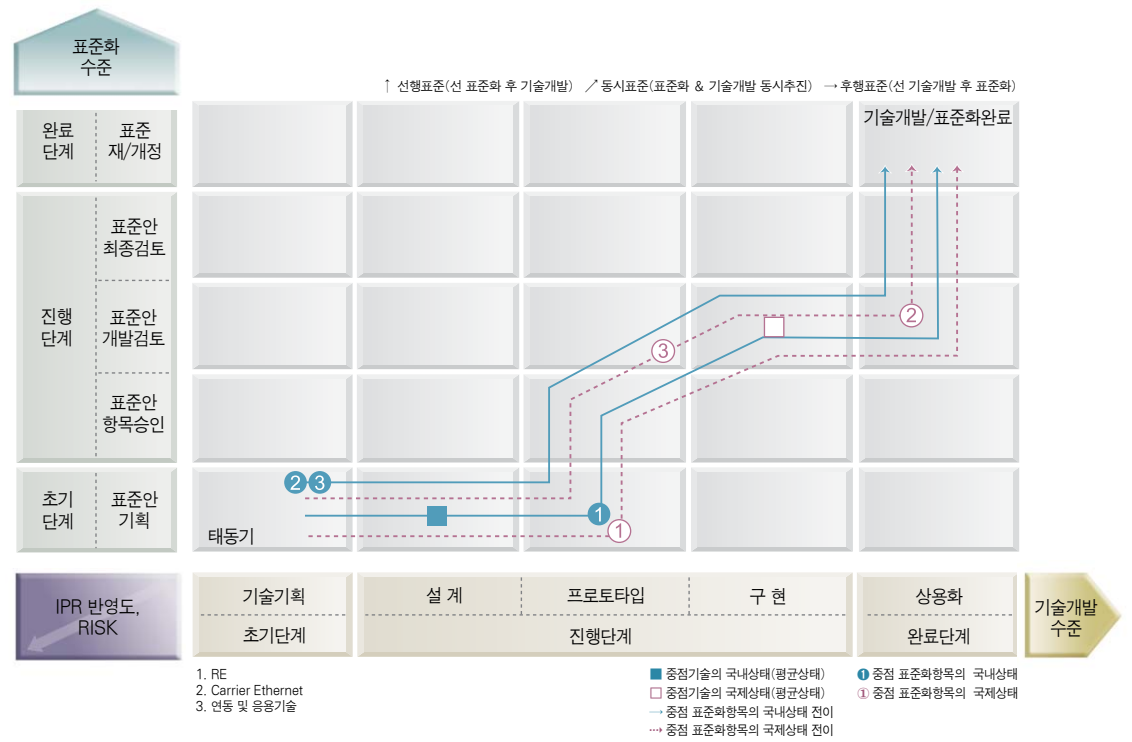 표준화
수준
↑ 선행표준(선 표준화 후 기술개발) ↗ 동시표준(표준화 & 기술개발 동시추진) → 후행표준(선 기술개발 후 표준화)
완료
단계
표준
재/개정
기술개발/표준화완료
진행
단계
표준안
최종검토
표준안
개발검토
표준안
항목승인
②
③
초기
단계
표준안
기획
❷ ❸
❶
①
태동기
IPR 반영도,
RISK
기술기획
설 계
프로토타입
구 현
상용화
초기단계
진행단계
완료단계
기술개발
수준
1. RE
2. Carrier Ethernet
3. 연동 및 응용기술
■ 중점기술의 국내상태(평균상태)
□ 중점기술의 국제상태(평균상태)
→ 중점 표준화항목의 국내상태 전이
⇢ 중점 표준화항목의 국제상태 전이
❶ 중점 표준화항목의 국내상태
① 중점 표준화항목의 국제상태